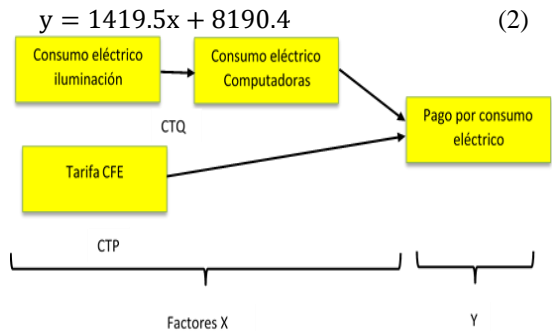 y = 1419.5x + 8190.4 (2)
Consumo eléctrico
iluminación
Consumo eléctrico
Computadoras
CTQ
Pago por consumo
eléctrico
Tarifa CFE
CTP
Factores X
Y